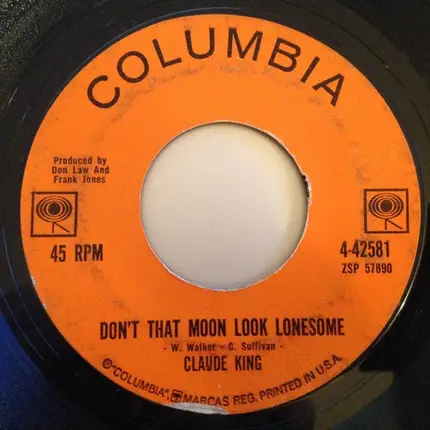 COLUMBIA
Produced by
Don Law And
Frank Jones
45 RPM
4-42581
ZSP 57890
DON'T THAT MOON LOOK LONESOME
- W. Walker - G. Sullivan -
CLAUDE KING
® "COLUMBIA", MARCAS REG. PRINTED IN U.S.A.